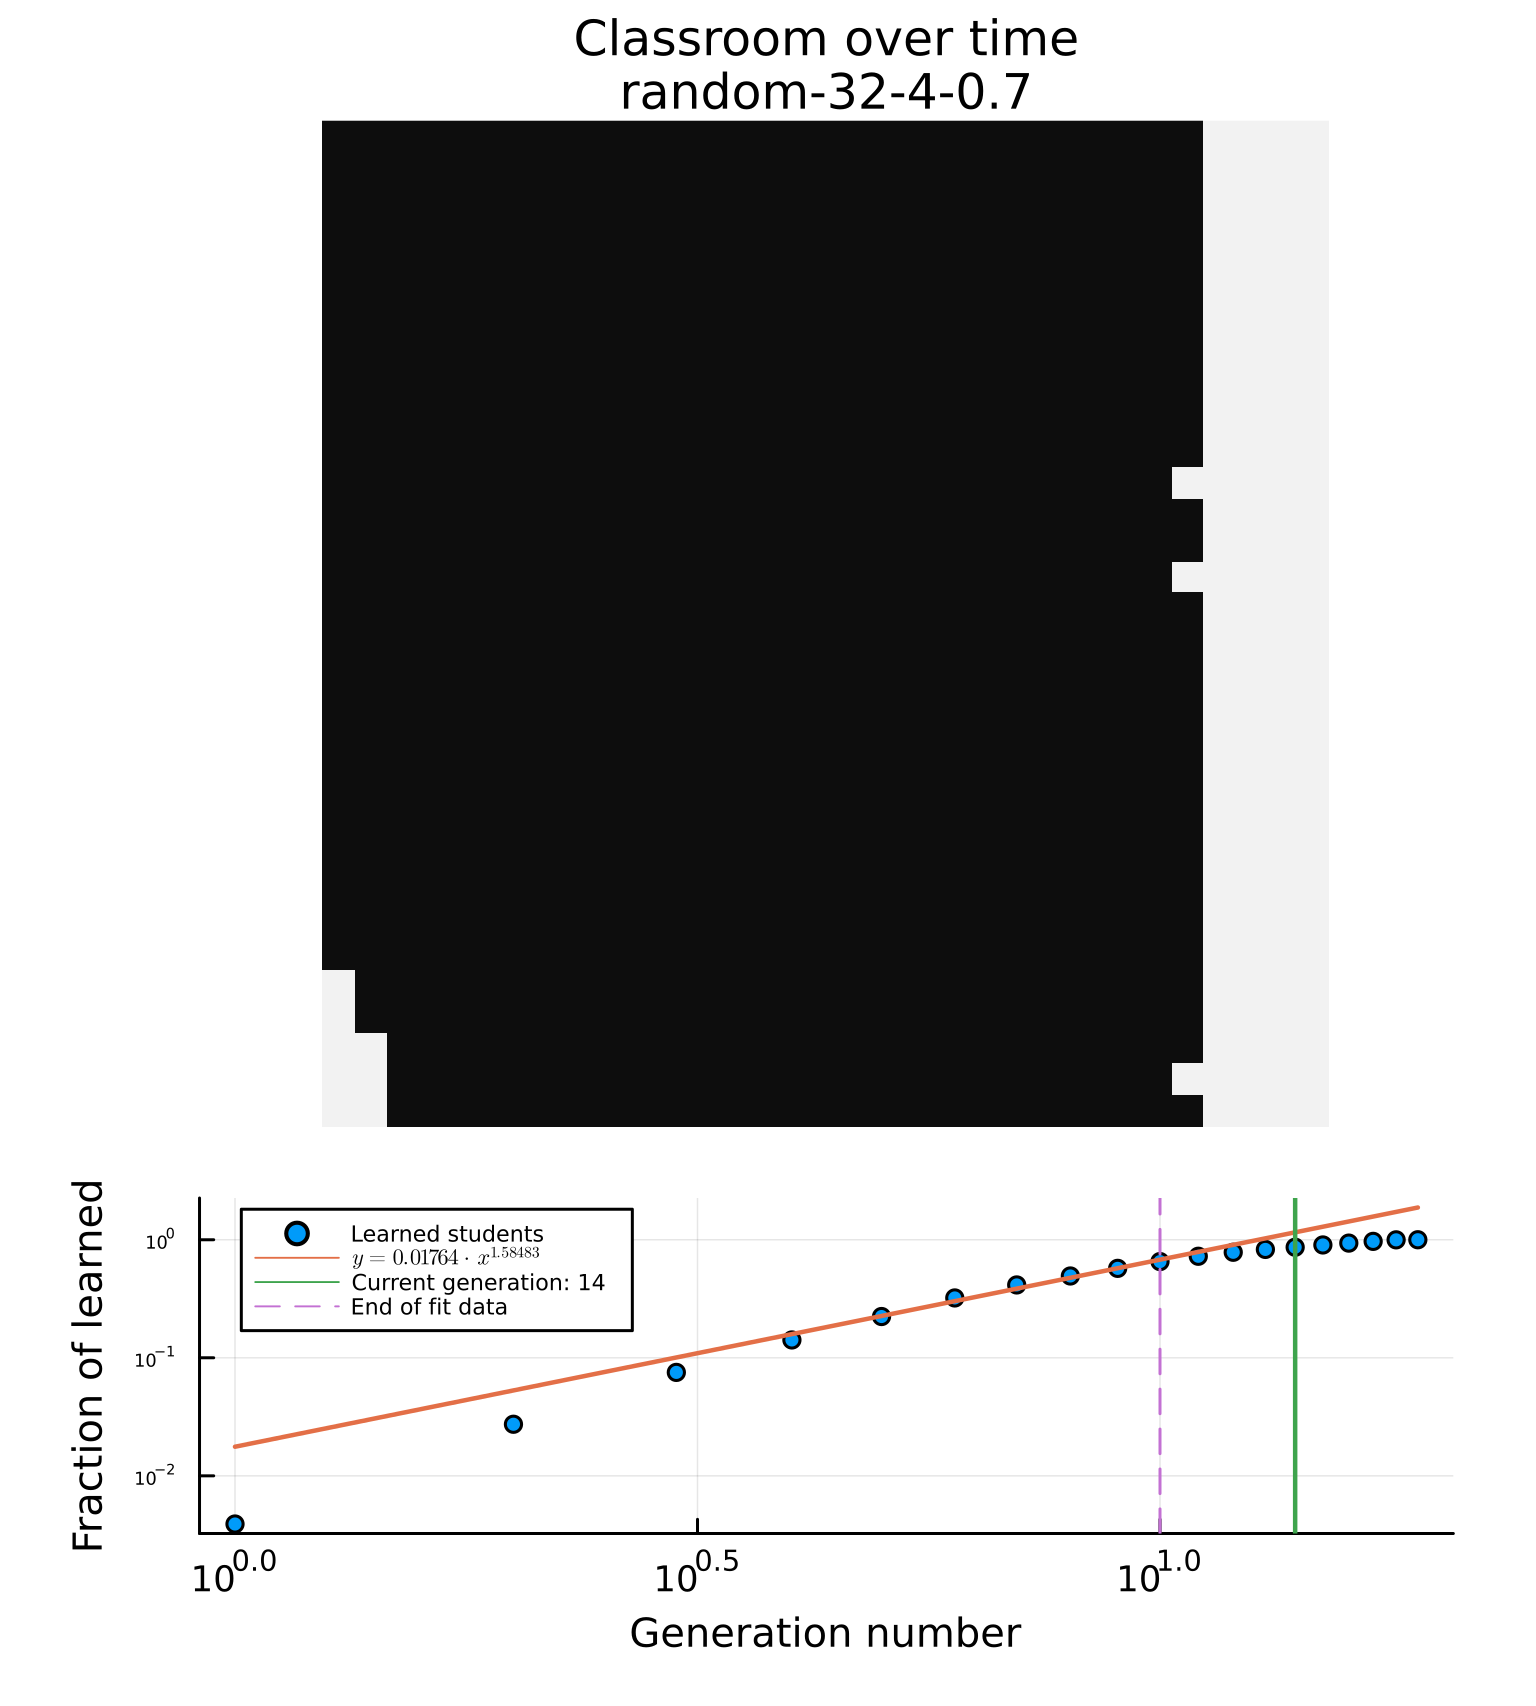 Classroom over time
random-32-4-0.7
Fraction of learned
10^0
10^-1
10^-2
Learned students
y = 0.01764 · x^1.58483
Current generation: 14
End of fit data
10^0.0 10^0.5 10^1.0
Generation number